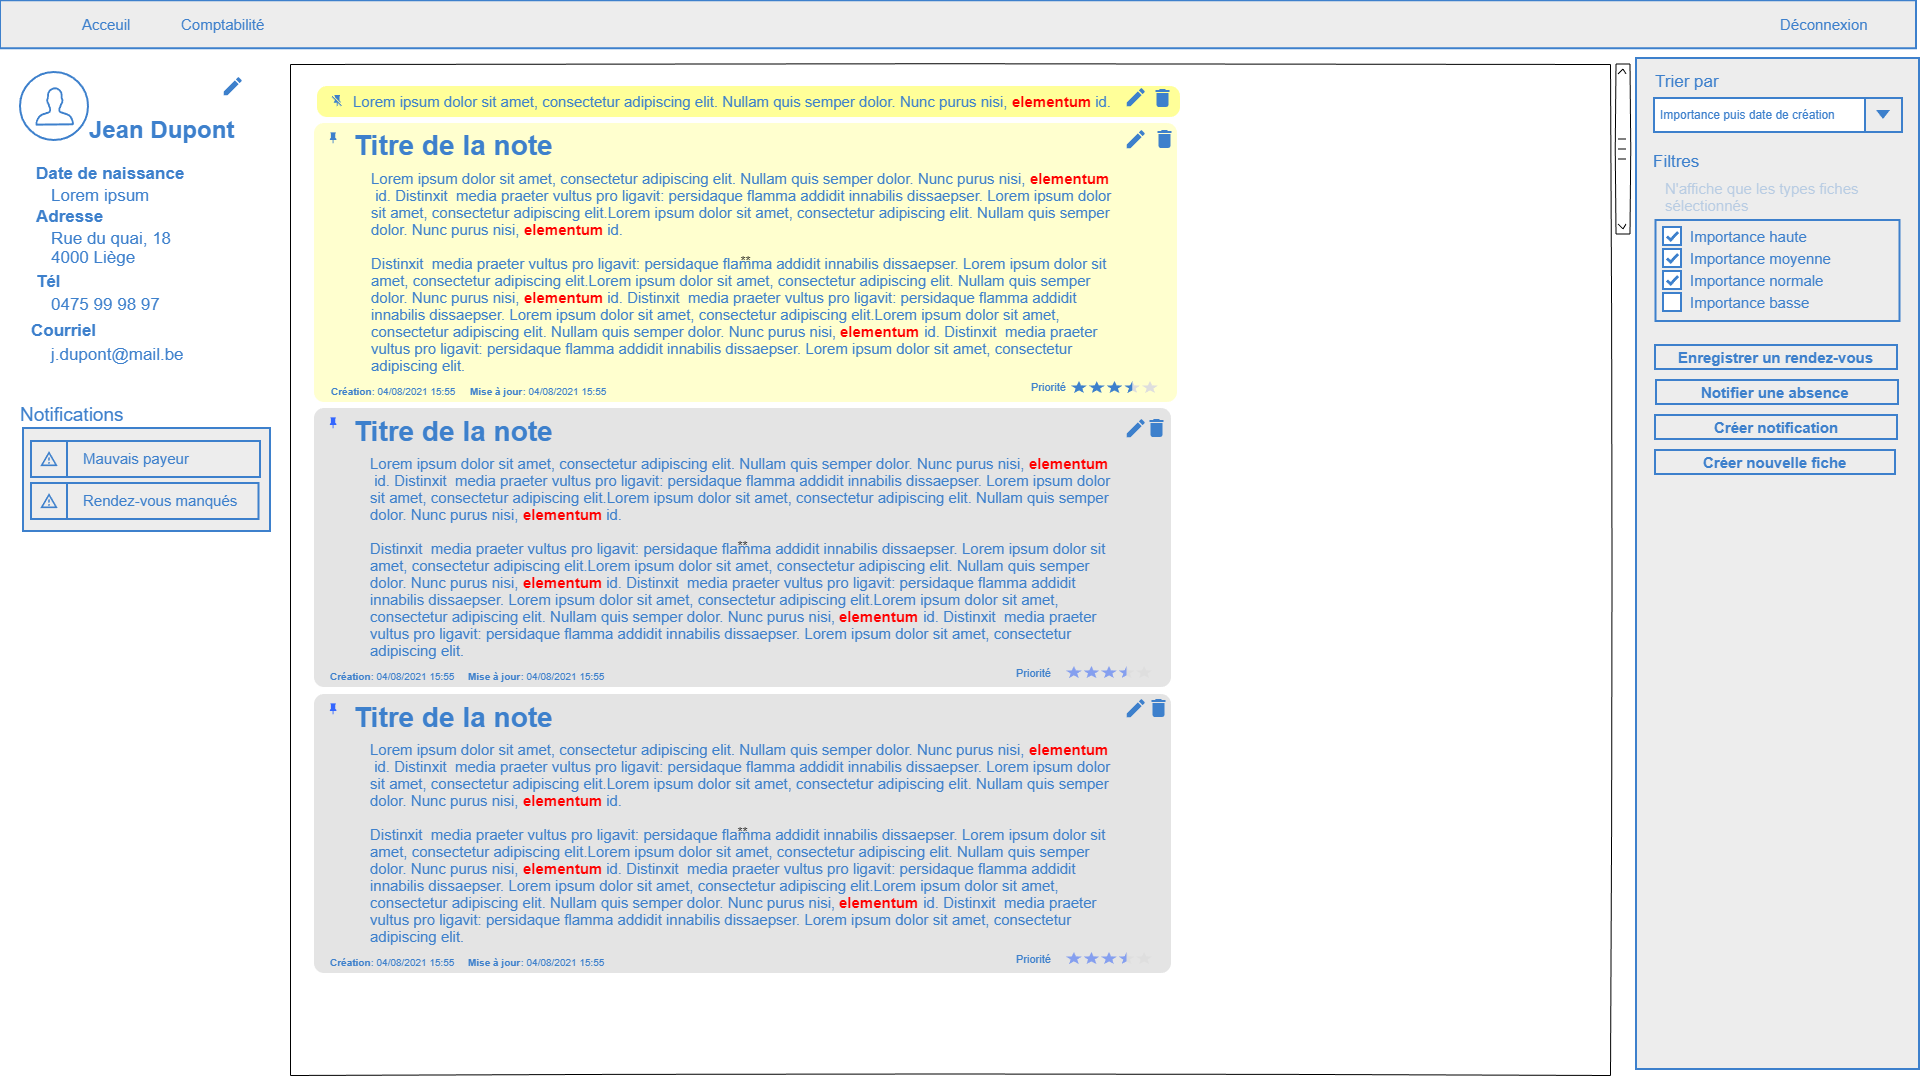 Acceuil
Comptabilité
Déconnexion
Jean Dupont
Date de naissance
Lorem ipsum
Adresse
Rue du quai, 18
4000 Liège
Tél
0475 99 98 97
Courriel
j.dupont@mail.be
Notifications
Mauvais payeur
Rendez-vous manqués
Lorem ipsum dolor sit amet, consectetur adipiscing elit. Nullam quis semper dolor. Nunc purus nisi, elementum id.
Titre de la note
Lorem ipsum dolor sit amet, consectetur adipiscing elit. Nullam quis semper dolor. Nunc purus nisi, elementum
id. Distinxit media praeter vultus pro ligavit: persidaque flamma addidit innabilis dissaepser. Lorem ipsum dolor
sit amet, consectetur adipiscing elit.Lorem ipsum dolor sit amet, consectetur adipiscing elit. Nullam quis semper
dolor. Nunc purus nisi, elementum id.
**
Distinxit media praeter vultus pro ligavit: persidaque flamma addidit innabilis dissaepser. Lorem ipsum dolor sit
amet, consectetur adipiscing elit.Lorem ipsum dolor sit amet, consectetur adipiscing elit. Nullam quis semper
dolor. Nunc purus nisi, elementum id. Distinxit media praeter vultus pro ligavit: persidaque flamma addidit
innabilis dissaepser. Lorem ipsum dolor sit amet, consectetur adipiscing elit.Lorem ipsum dolor sit amet,
consectetur adipiscing elit. Nullam quis semper dolor. Nunc purus nisi, elementum id. Distinxit media praeter
vultus pro ligavit: persidaque flamma addidit innabilis dissaepser. Lorem ipsum dolor sit amet, consectetur
adipiscing elit.
Création: 04/08/2021 15:55 Mise à jour: 04/08/2021 15:55
Priorité
Titre de la note
Lorem ipsum dolor sit amet, consectetur adipiscing elit. Nullam quis semper dolor. Nunc purus nisi, elementum
id. Distinxit media praeter vultus pro ligavit: persidaque flamma addidit innabilis dissaepser. Lorem ipsum dolor
sit amet, consectetur adipiscing elit.Lorem ipsum dolor sit amet, consectetur adipiscing elit. Nullam quis semper
dolor. Nunc purus nisi, elementum id.
**
Distinxit media praeter vultus pro ligavit: persidaque flamma addidit innabilis dissaepser. Lorem ipsum dolor sit
amet, consectetur adipiscing elit.Lorem ipsum dolor sit amet, consectetur adipiscing elit. Nullam quis semper
dolor. Nunc purus nisi, elementum id. Distinxit media praeter vultus pro ligavit: persidaque flamma addidit
innabilis dissaepser. Lorem ipsum dolor sit amet, consectetur adipiscing elit.Lorem ipsum dolor sit amet,
consectetur adipiscing elit. Nullam quis semper dolor. Nunc purus nisi, elementum id. Distinxit media praeter
vultus pro ligavit: persidaque flamma addidit innabilis dissaepser. Lorem ipsum dolor sit amet, consectetur
adipiscing elit.
Création: 04/08/2021 15:55 Mise à jour: 04/08/2021 15:55
Priorité
Titre de la note
Lorem ipsum dolor sit amet, consectetur adipiscing elit. Nullam quis semper dolor. Nunc purus nisi, elementum
id. Distinxit media praeter vultus pro ligavit: persidaque flamma addidit innabilis dissaepser. Lorem ipsum dolor
sit amet, consectetur adipiscing elit.Lorem ipsum dolor sit amet, consectetur adipiscing elit. Nullam quis semper
dolor. Nunc purus nisi, elementum id.
**
Distinxit media praeter vultus pro ligavit: persidaque flamma addidit innabilis dissaepser. Lorem ipsum dolor sit
amet, consectetur adipiscing elit.Lorem ipsum dolor sit amet, consectetur adipiscing elit. Nullam quis semper
dolor. Nunc purus nisi, elementum id. Distinxit media praeter vultus pro ligavit: persidaque flamma addidit
innabilis dissaepser. Lorem ipsum dolor sit amet, consectetur adipiscing elit.Lorem ipsum dolor sit amet,
consectetur adipiscing elit. Nullam quis semper dolor. Nunc purus nisi, elementum id. Distinxit media praeter
vultus pro ligavit: persidaque flamma addidit innabilis dissaepser. Lorem ipsum dolor sit amet, consectetur
adipiscing elit.
Création: 04/08/2021 15:55 Mise à jour: 04/08/2021 15:55
Priorité
Trier par
Importance puis date de création
Filtres
N'affiche que les types fiches
sélectionnés
Importance haute
Importance moyenne
Importance normale
Importance basse
Enregistrer un rendez-vous
Notifier une absence
Créer notification
Créer nouvelle fiche